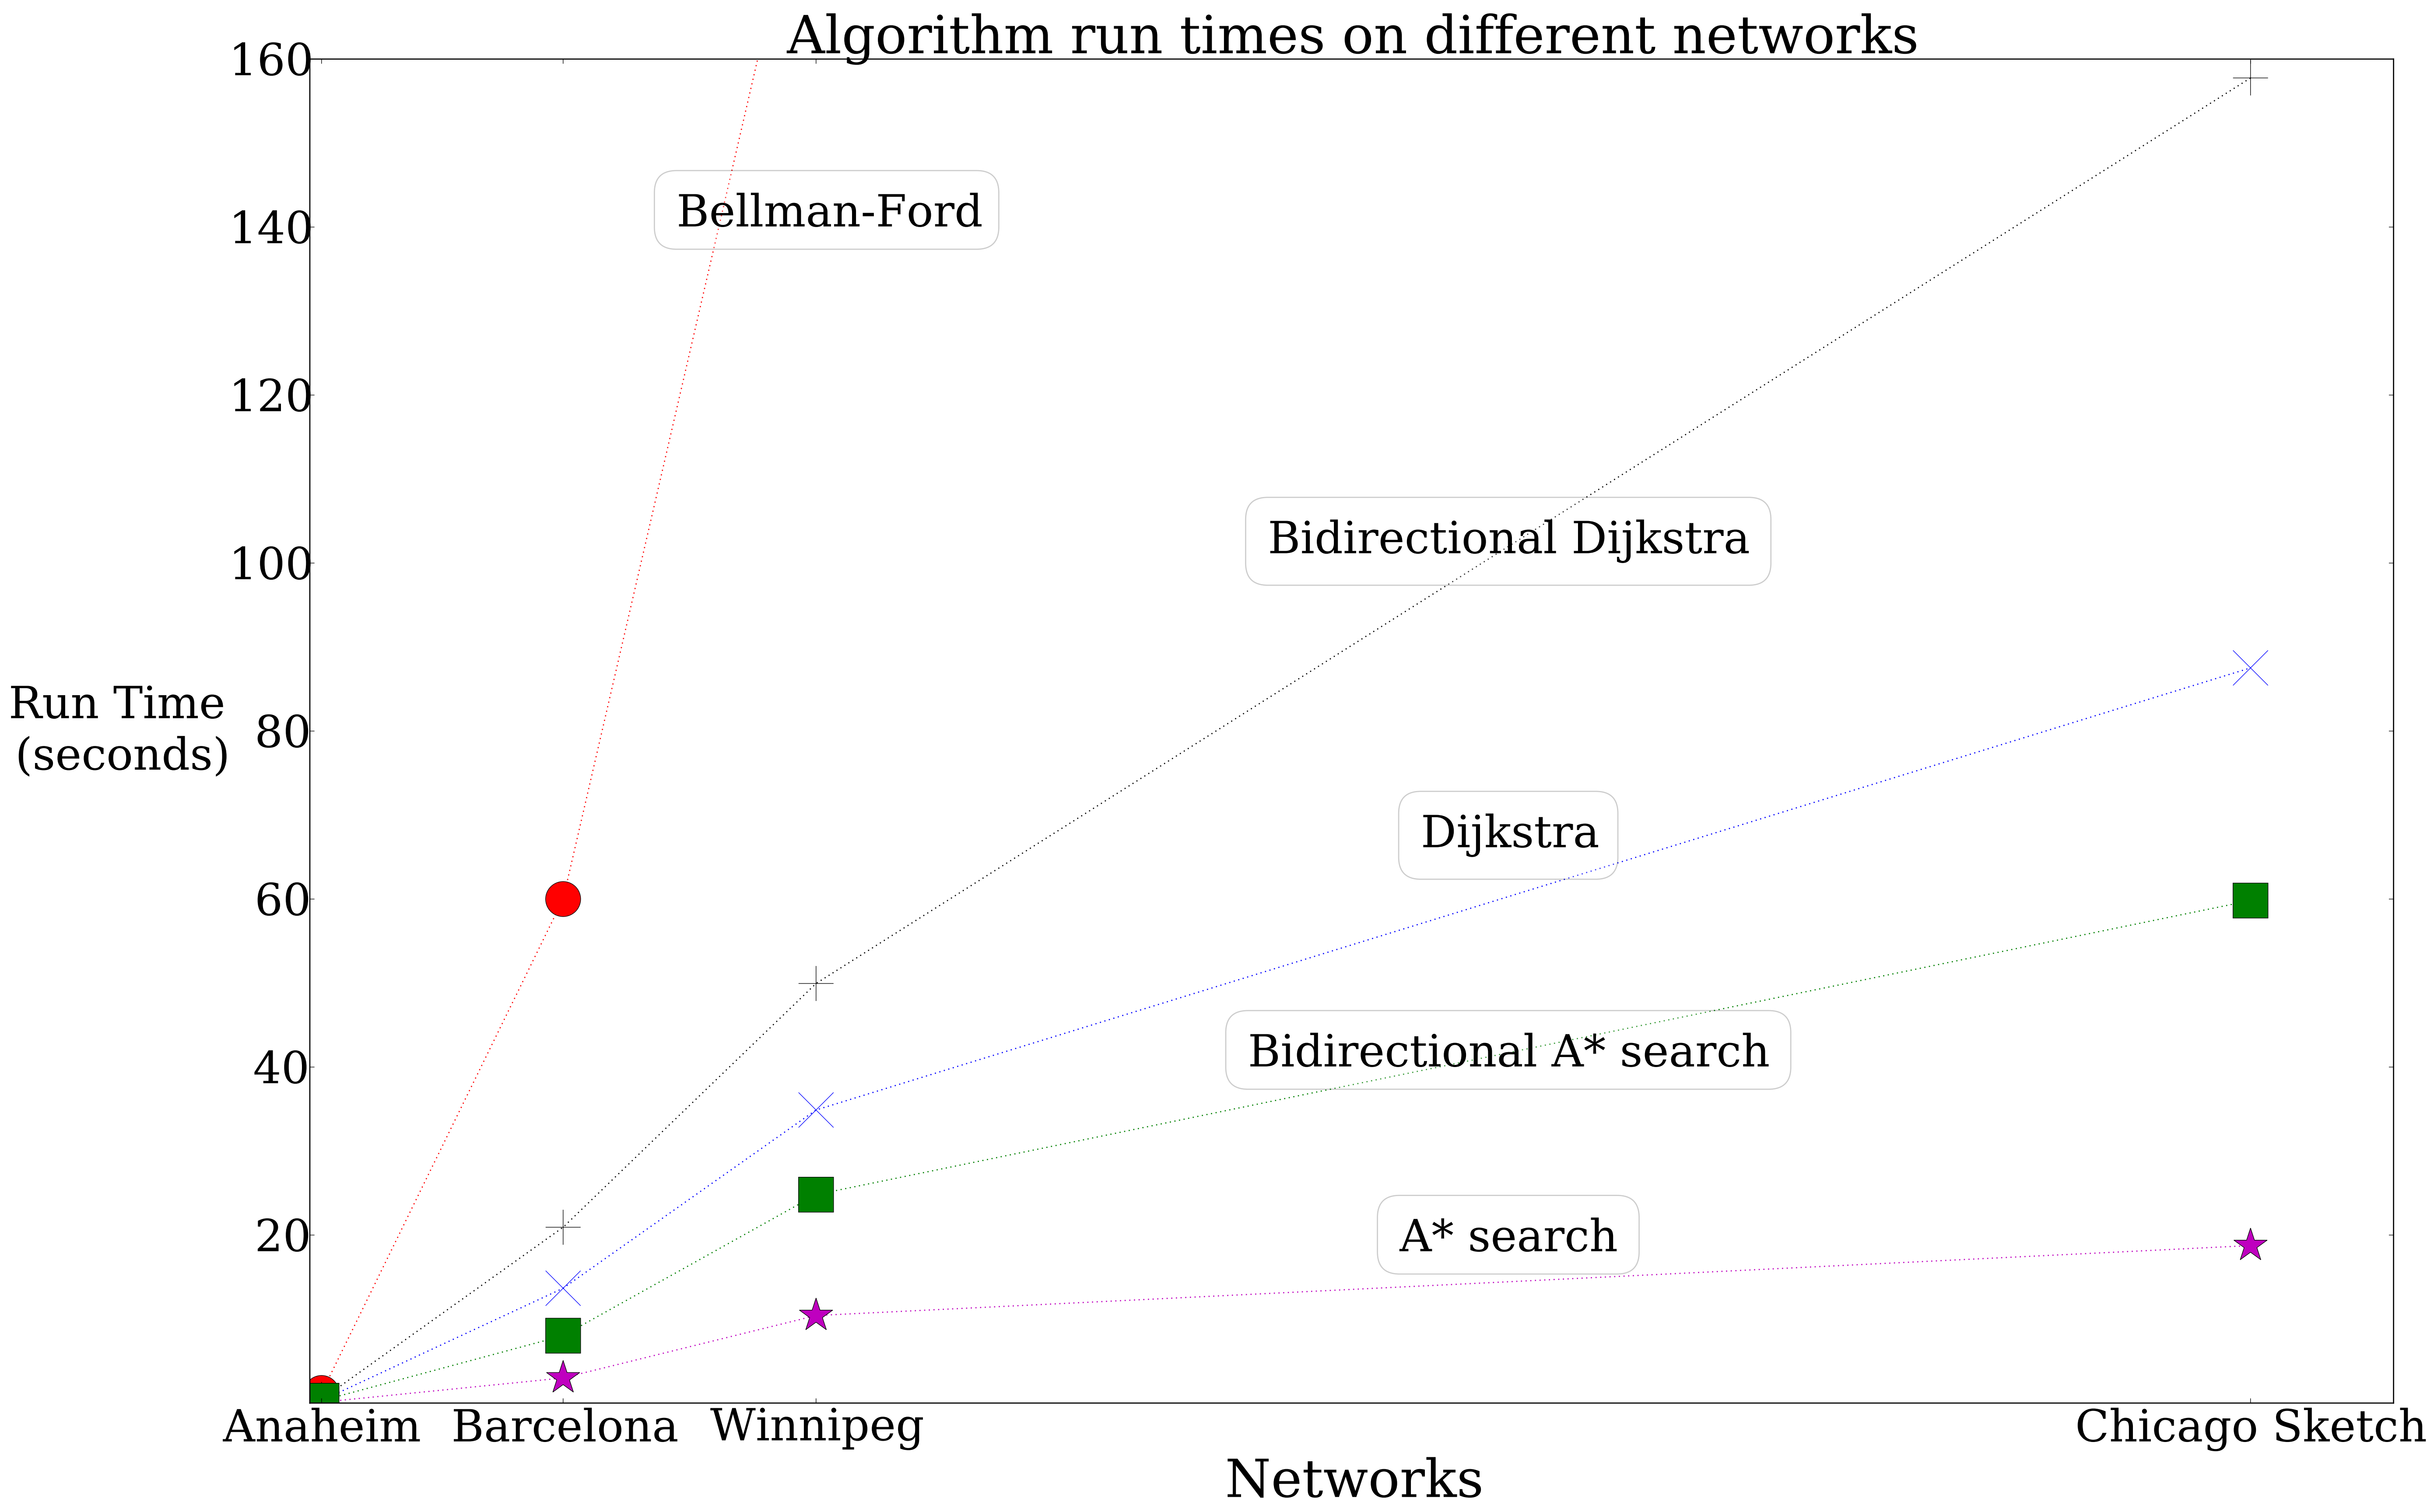 Algorithm run times on different networks
160
140
120
100
80
60
40
20
Run Time
(seconds)
Bellman-Ford
Bidirectional Dijkstra
Dijkstra
Bidirectional A* search
A* search
Anaheim Barcelona Winnipeg Chicago Sketch
Networks